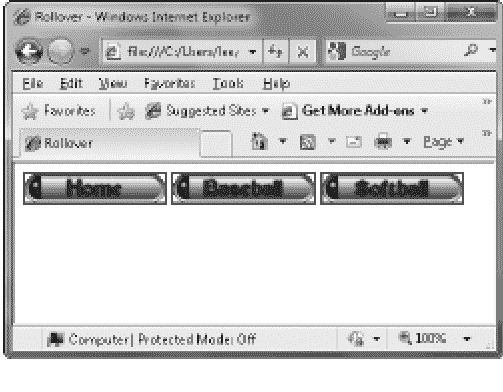 Rollover - Windows Internet Explorer
file:///C:/Users/lee/
Google
File Edit View Favorites Tools Help
Favorites Suggested Sites Get More Add-ons
Rollover Page
Home Baseball Softball
Computer | Protected Mode: Off 100%